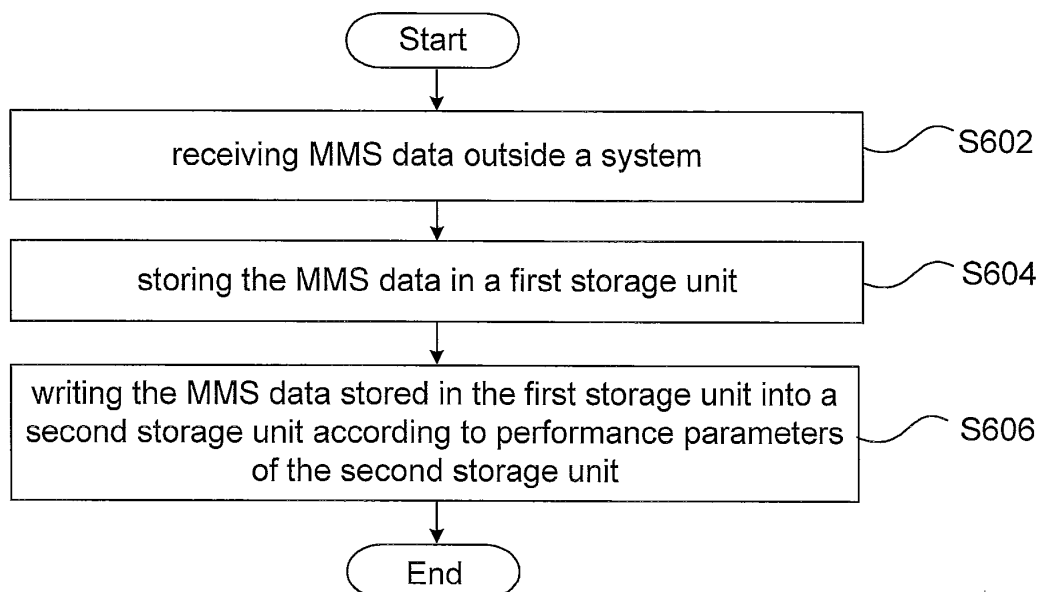 Start
receiving MMS data outside a system
S602
storing the MMS data in a first storage unit
S604
writing the MMS data stored in the first storage unit into a
second storage unit according to performance parameters
of the second storage unit
S606
End